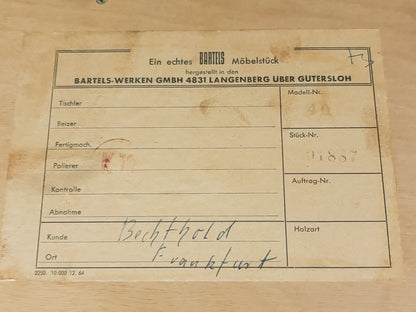 Ein echtes BARTELS Möbelstück
hergestellt in den
BARTELS-WERKEN GMBH 4831 LANGENBERG ÜBER GÜTERSLOH
Tischler
Modell-Nr.
Beizer
Fertigmach.
Stück-Nr.
Polierer
Kontrolle
Auftrag-Nr.
Abnahme
Kunde Bechthold
Holzart
Ort Frankfurt
2250 10 000 12. 64